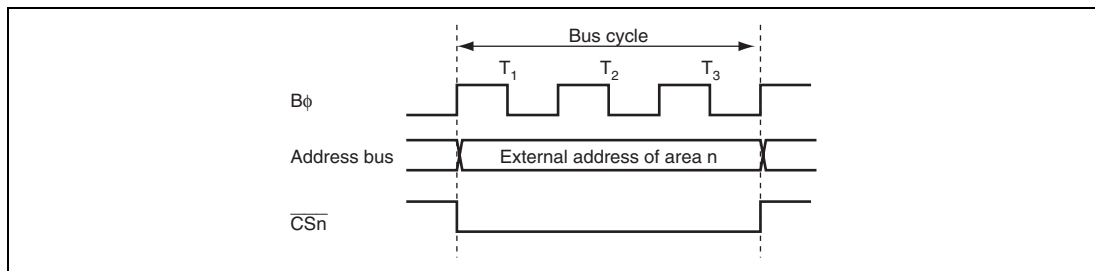 Bus cycle
T1 T2 T3
Bϕ
Address bus External address of area n
CSn